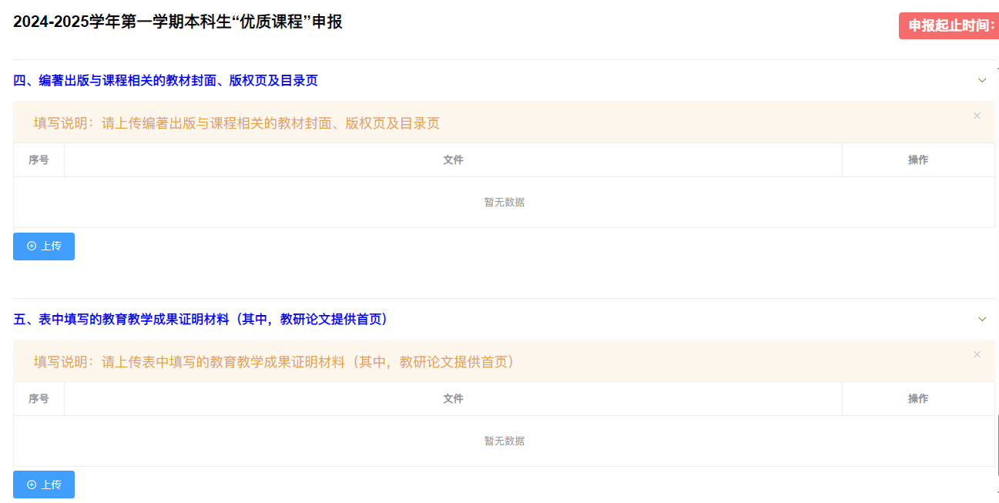 2024-2025学年第一学期本科生“优质课程”申报
申报起止时间：
四、编著出版与课程相关的教材封面、版权页及目录页
填写说明：请上传编著出版与课程相关的教材封面、版权页及目录页
序号 文件 操作
暂无数据
上传
五、表中填写的教育教学成果证明材料（其中，教研论文提供首页）
填写说明：请上传表中填写的教育教学成果证明材料（其中，教研论文提供首页）
序号 文件 操作
暂无数据
上传